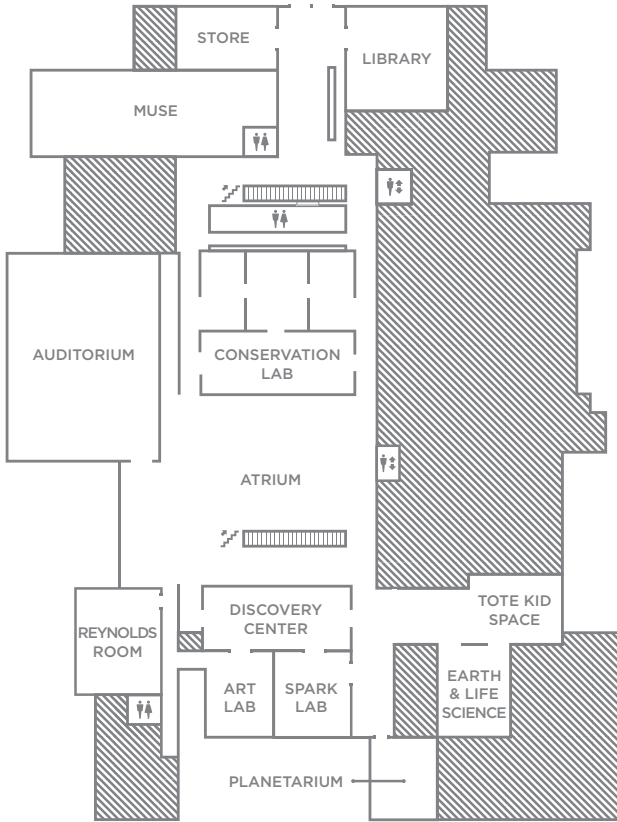 STORE
LIBRARY
MUSE
AUDITORIUM
CONSERVATION
LAB
ATRIUM
DISCOVERY
CENTER
TOTE KID
SPACE
REYNOLDS
ROOM
ART
LAB
SPARK
LAB
EARTH
& LIFE
SCIENCE
PLANETARIUM